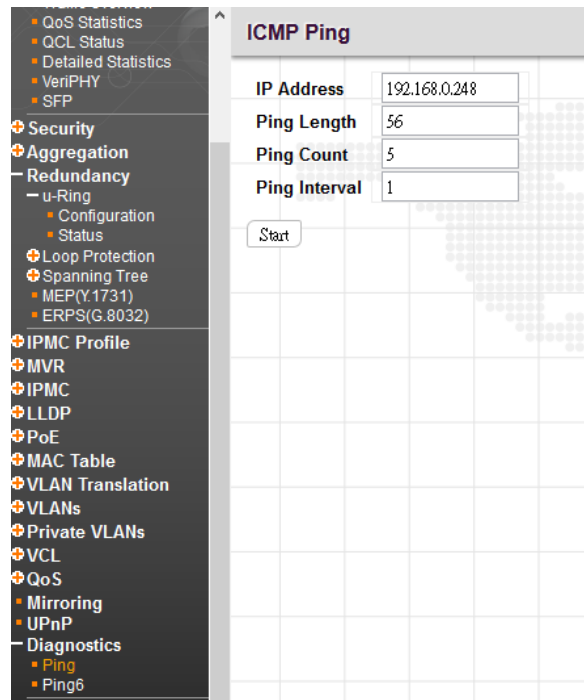 QoS Statistics
QCL Status
Detailed Statistics
VeriPHY
SFP
Security
Aggregation
Redundancy
u-Ring
Configuration
Status
Loop Protection
Spanning Tree
MEP(Y.1731)
ERPS(G.8032)
IPMC Profile
MVR
IPMC
LLDP
PoE
MAC Table
VLAN Translation
VLANs
Private VLANs
VCL
QoS
Mirroring
UPnP
Diagnostics
Ping
Ping6
ICMP Ping
IP Address 192.168.0.248
Ping Length 56
Ping Count 5
Ping Interval 1
Start